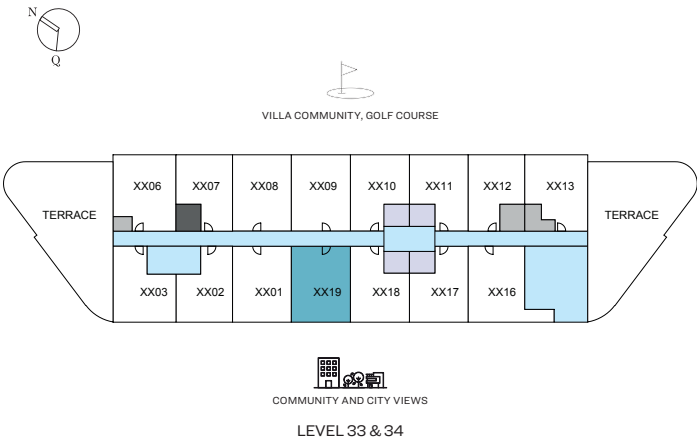 N
Q
VILLA COMMUNITY, GOLF COURSE
XX06 XX07 XX08 XX09 XX10 XX11 XX12 XX13
TERRACE TERRACE
XX03 XX02 XX01 XX19 XX18 XX17 XX16
COMMUNITY AND CITY VIEWS
LEVEL 33 & 34